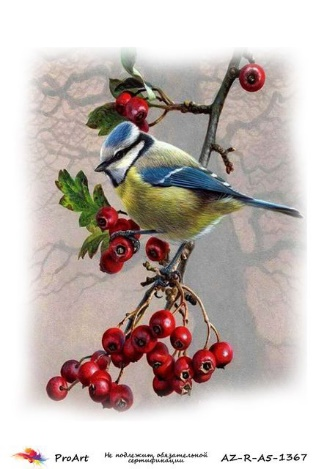 ProArt
Не подлежит обязательной
сертификации
AZ-R-A5-1367